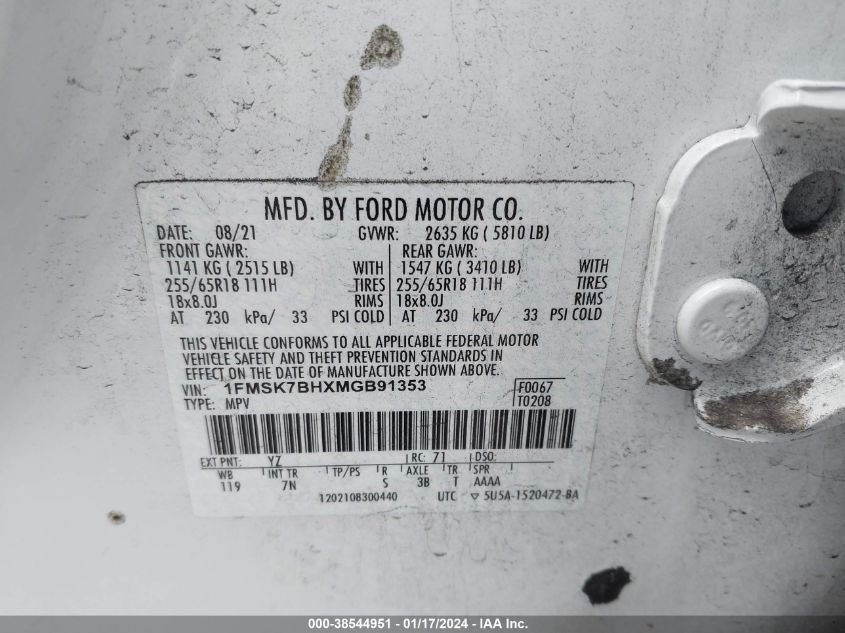 MFD. BY FORD MOTOR CO.
DATE: 08/21 GVWR: 2635 KG ( 5810 LB)
FRONT GAWR: REAR GAWR:
1141 KG ( 2515 LB) WITH 1547 KG ( 3410 LB) WITH
255/65R18 111H TIRES 255/65R18 111H TIRES
18x8.0J RIMS 18x8.0J RIMS
AT 230 kPa/ 33 PSI COLD AT 230 kPa/ 33 PSI COLD
THIS VEHICLE CONFORMS TO ALL APPLICABLE FEDERAL MOTOR
VEHICLE SAFETY AND THEFT PREVENTION STANDARDS IN
EFFECT ON THE DATE OF MANUFACTURE SHOWN ABOVE.
VIN: 1FMSK7BHXMGB91353 F0067
TYPE: MPV T0208
EXT PNT: YZ RC: 71 DSO:
WB INT TR TP/PS R AXLE TR SPR
119 7N S 3B T AAAA
1202108300440 UTC ▽ 5U5A-1520472-BA
000-38544951 - 01/17/2024 - IAA Inc.